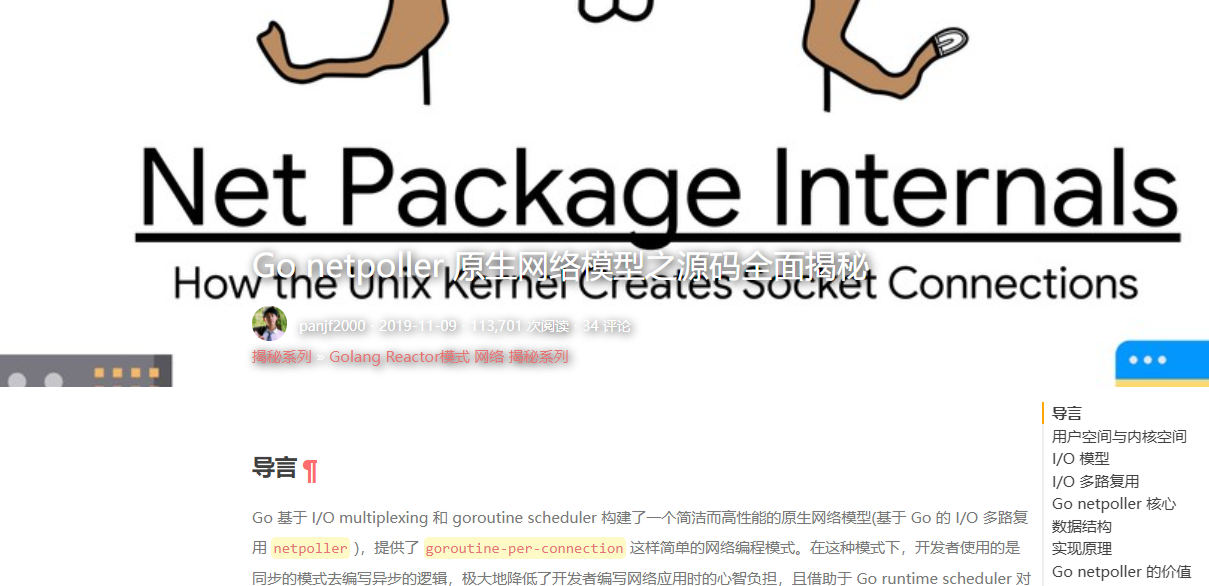 Net Package Internals
How the Unix Kernel Creates Socket Connections
Go netpoller 原生网络模型之源码全面揭秘
panjf2000 · 2019-11-09 · 113,701 次阅读 · 34 评论
揭秘系列 · Golang Reactor模式 网络 揭秘系列
导言 ¶
Go 基于 I/O multiplexing 和 goroutine scheduler 构建了一个简洁而高性能的原生网络模型(基于 Go 的 I/O 多路复
用 netpoller )，提供了 goroutine-per-connection 这样简单的网络编程模式。在这种模式下，开发者使用的是
同步的模式去编写异步的逻辑，极大地降低了开发者编写网络应用时的心智负担，且借助于 Go runtime scheduler 对
导言
用户空间与内核空间
I/O 模型
I/O 多路复用
Go netpoller 核心
数据结构
实现原理
Go netpoller 的价值